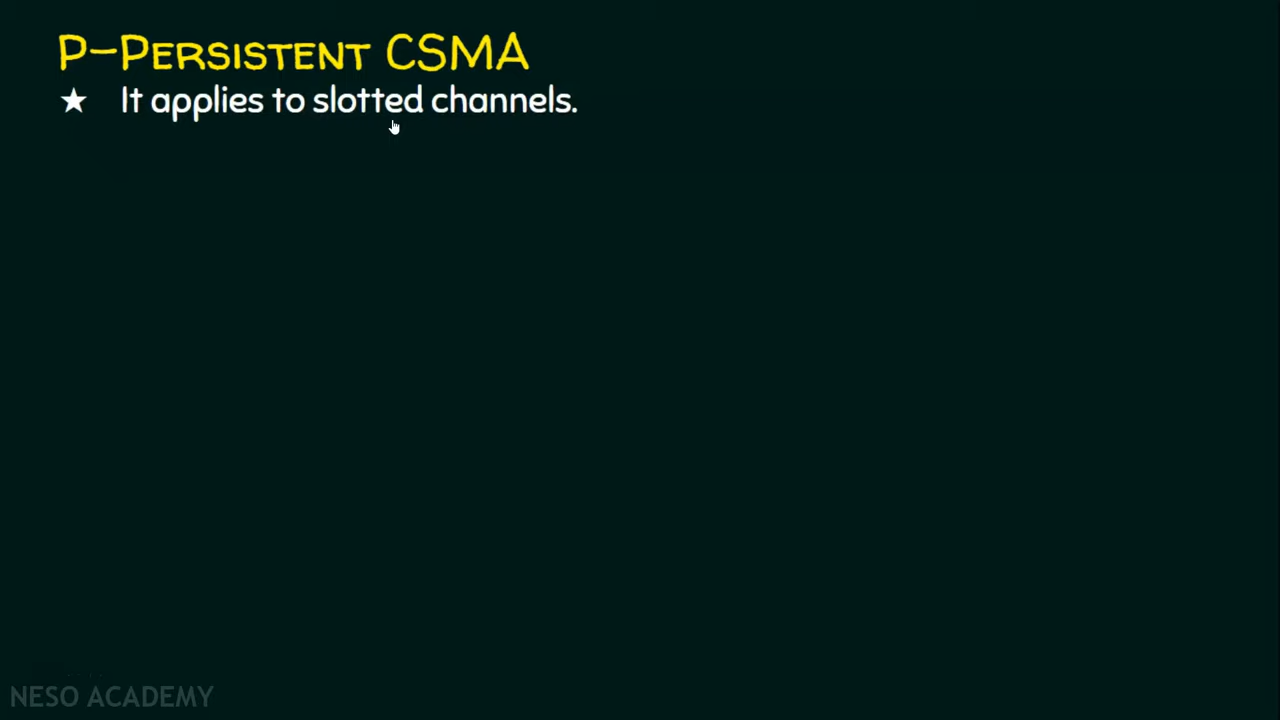 P-Persistent CSMA
★ It applies to slotted channels.
NESO ACADEMY